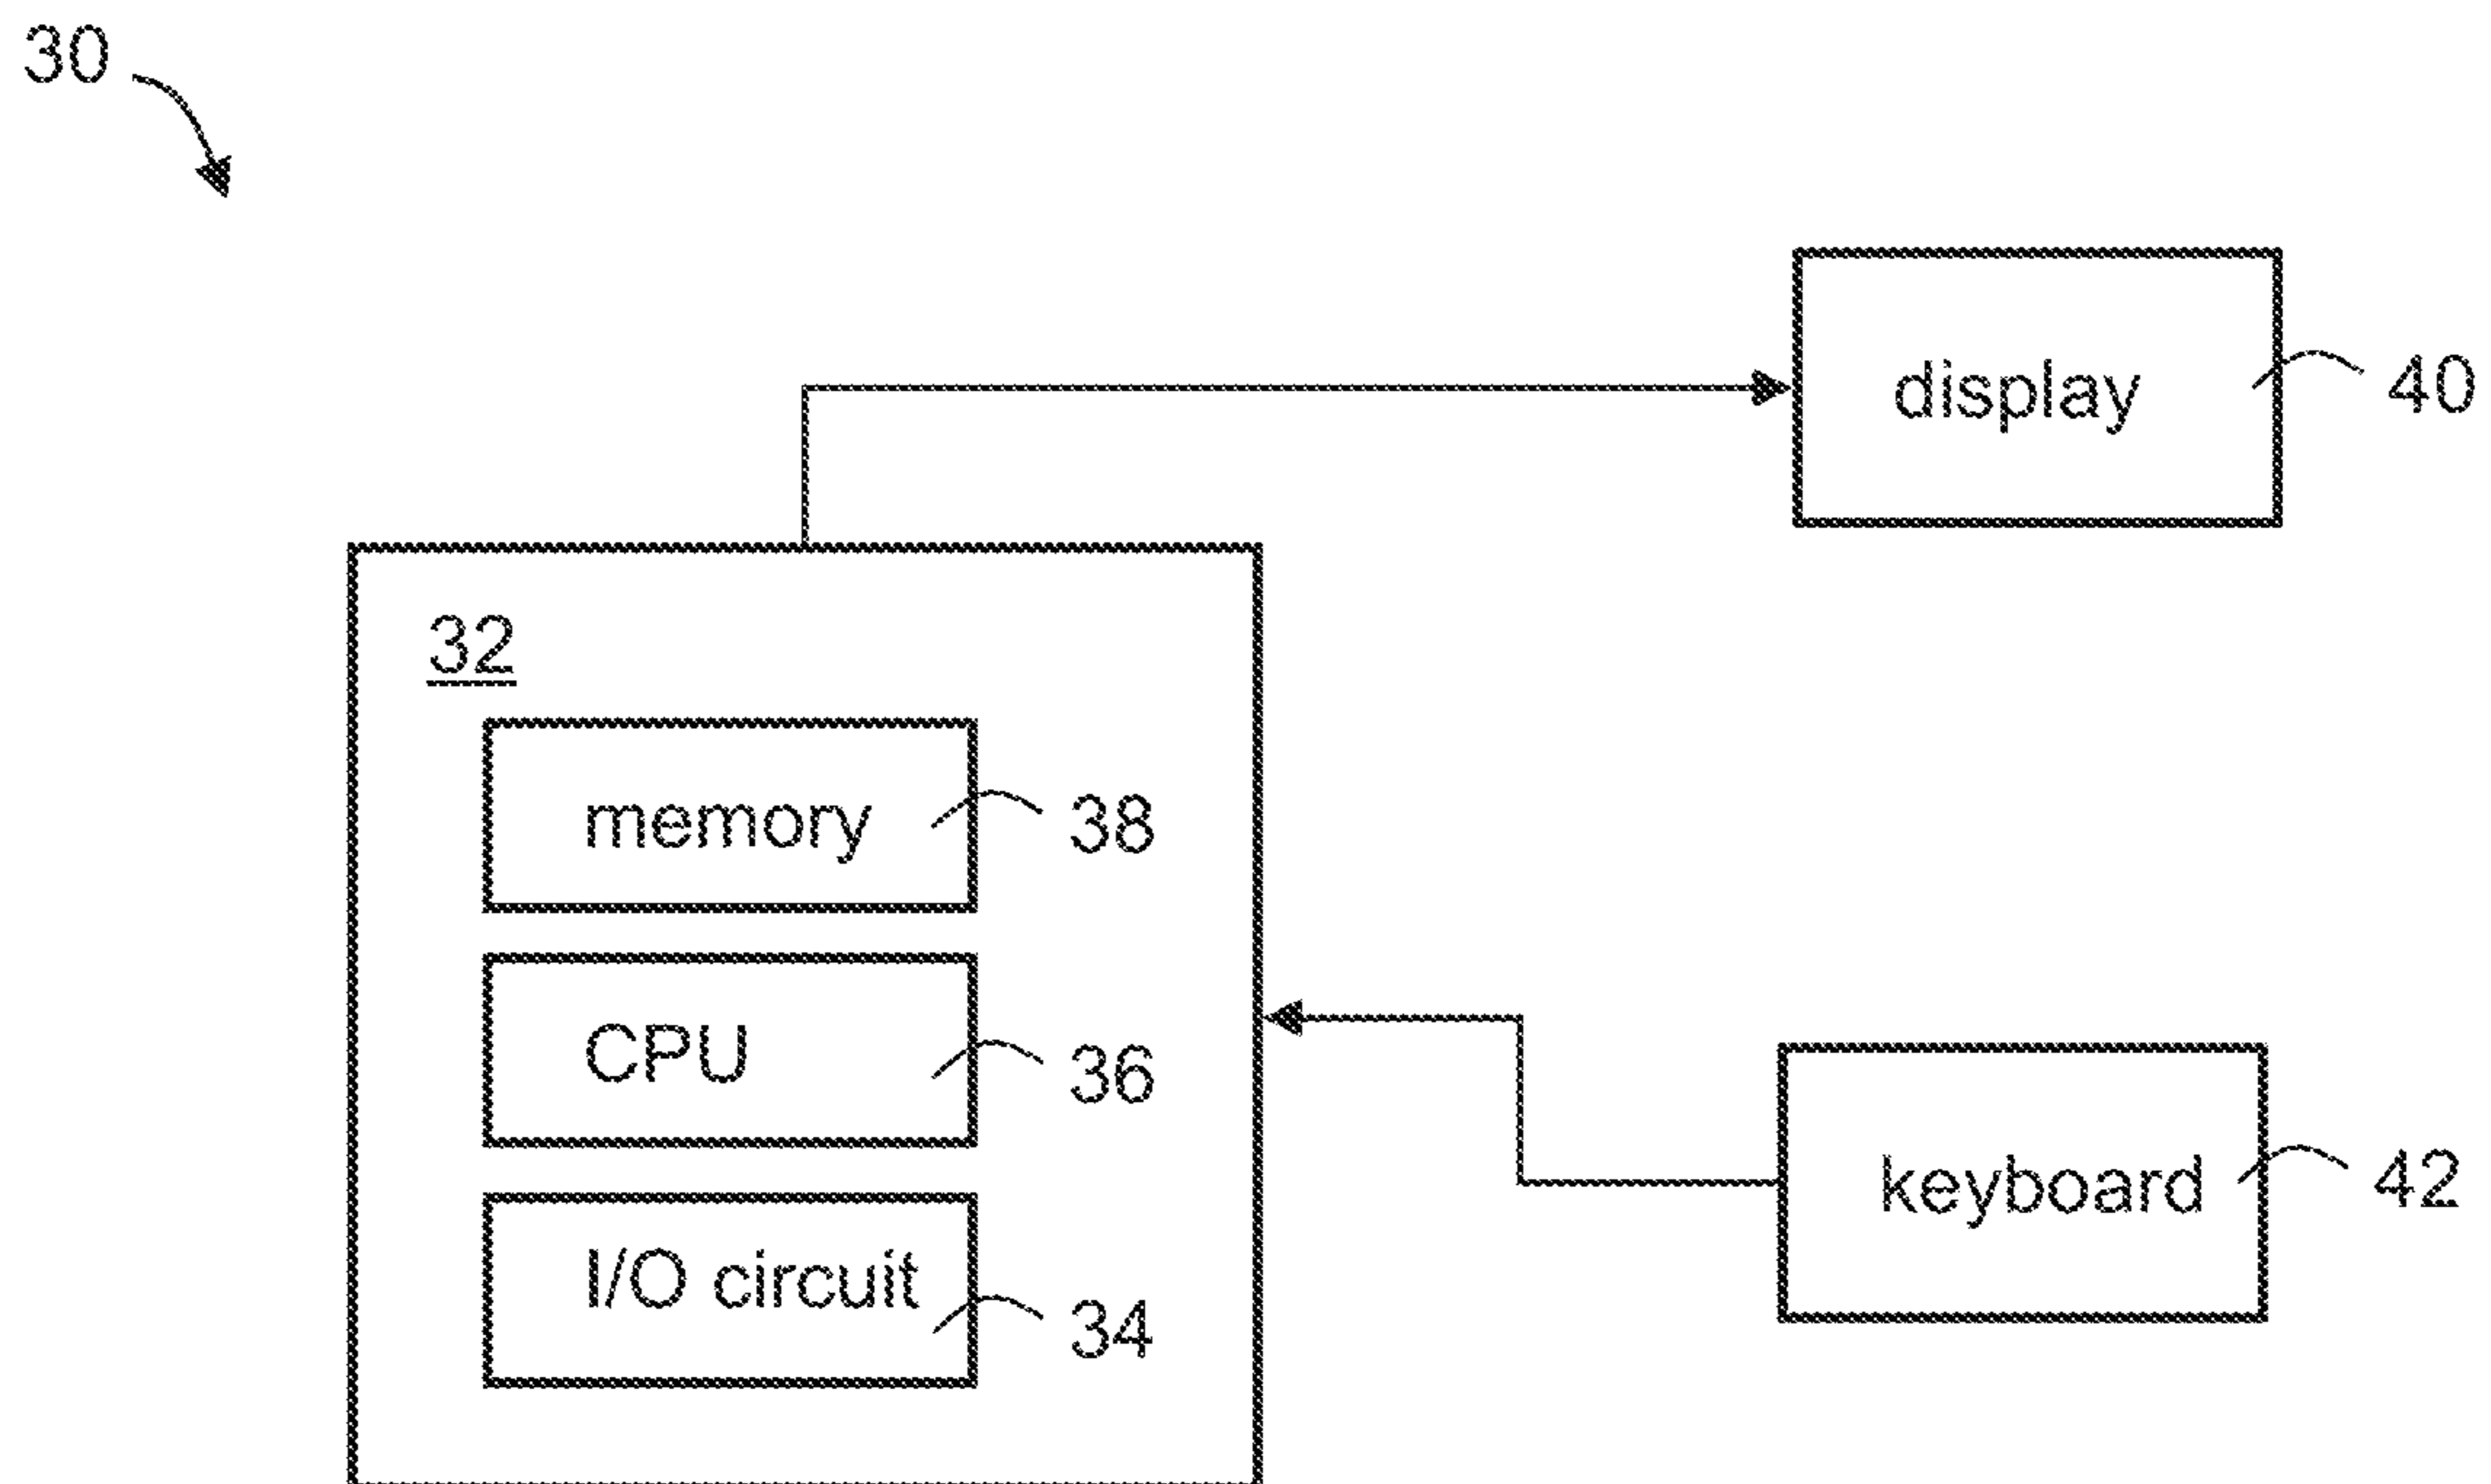 30
display 40
32
memory 38
CPU 36
I/O circuit 34
keyboard 42